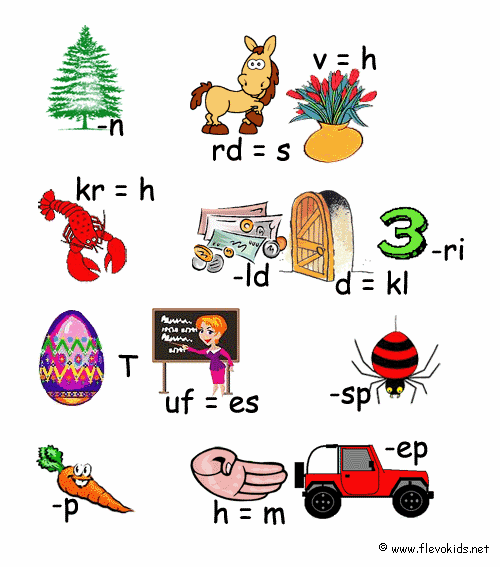 v = h
-n
rd = s
kr = h
-ri
-ld
d = kl
T
uf = es
-sp
-ep
-p
h = m
© www.flevokids.net